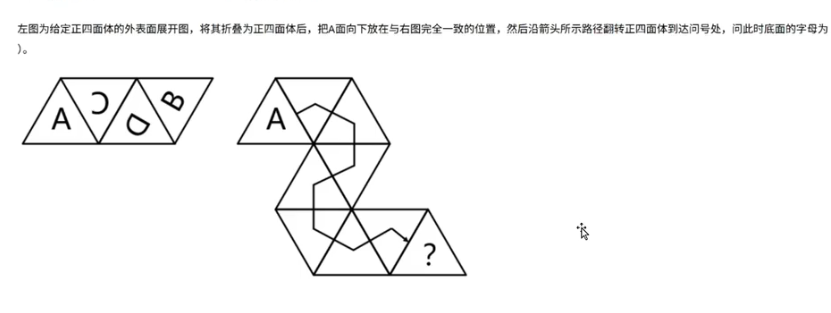 左图为给定正四面体的外表面展开图，将其折叠为正四面体后，把A面向下放在与右图完全一致的位置，然后沿箭头所示路径翻转正四面体到达问号处，问此时底面的字母为
）。
A C D B
A
?